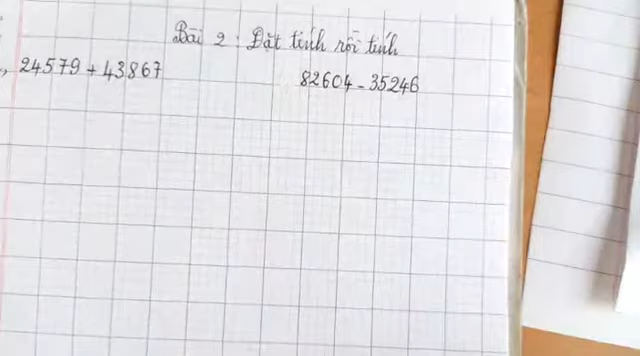 Bài 2: Đặt tính rồi tính
24579 + 43867 82604 - 35246